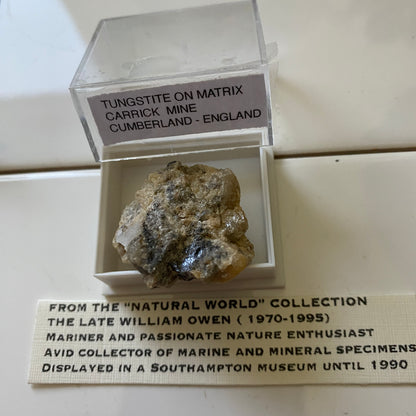 TUNGSTITE ON MATRIX
CARRICK MINE
CUMBERLAND - ENGLAND
FROM THE "NATURAL WORLD" COLLECTION
THE LATE WILLIAM OWEN ( 1970-1995)
MARINER AND PASSIONATE NATURE ENTHUSIAST
AVID COLLECTOR OF MARINE AND MINERAL SPECIMENS
DISPLAYED IN A SOUTHAMPTON MUSEUM UNTIL 1990